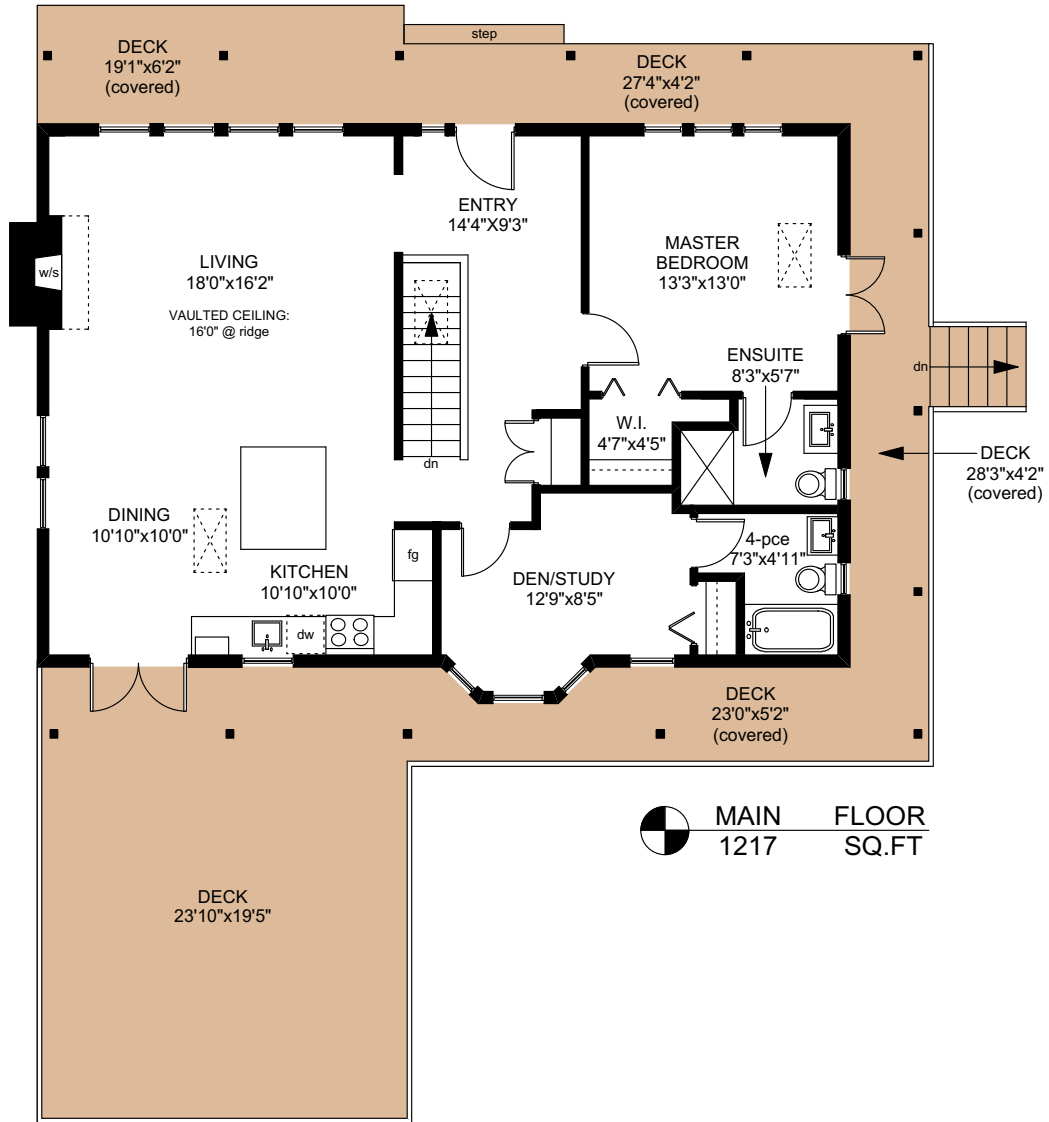 step
DECK
19'1"x6'2"
(covered)
DECK
27'4"x4'2"
(covered)
ENTRY
14'4"X9'3"
MASTER
BEDROOM
13'3"x13'0"
LIVING
18'0"x16'2"
VAULTED CEILING:
16'0" @ ridge
w/s
ENSUITE
8'3"x5'7"
dn
W.I.
4'7"x4'5"
dn
DECK
28'3"x4'2"
(covered)
DINING
10'10"x10'0"
KITCHEN
10'10"x10'0"
fg
dw
4-pce
7'3"x4'11"
DEN/STUDY
12'9"x8'5"
DECK
23'0"x5'2"
(covered)
MAIN FLOOR
1217 SQ.FT
DECK
23'10"x19'5"